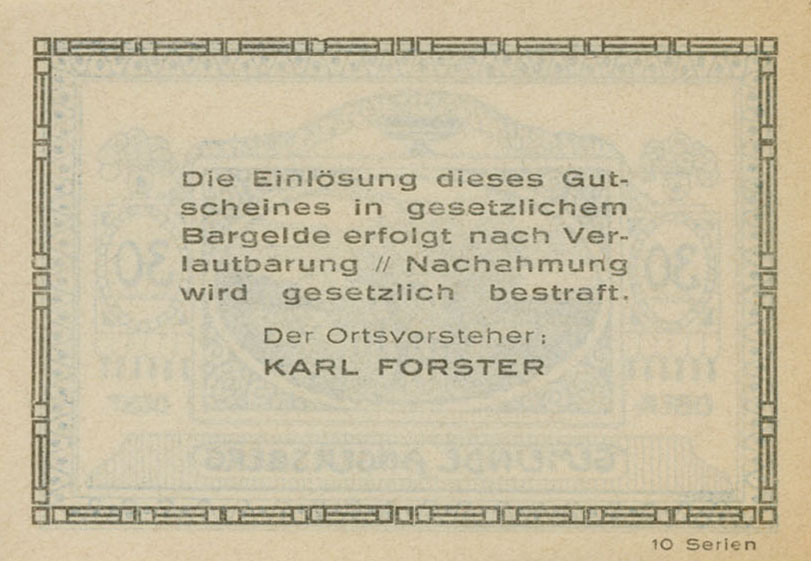 Die Einlösung dieses Gut-
scheines in gesetzlichem
Bargelde erfolgt nach Ver-
lautbarung // Nachahmung
wird gesetzlich bestraft.
Der Ortsvorsteher:
KARL FORSTER
10 Serien